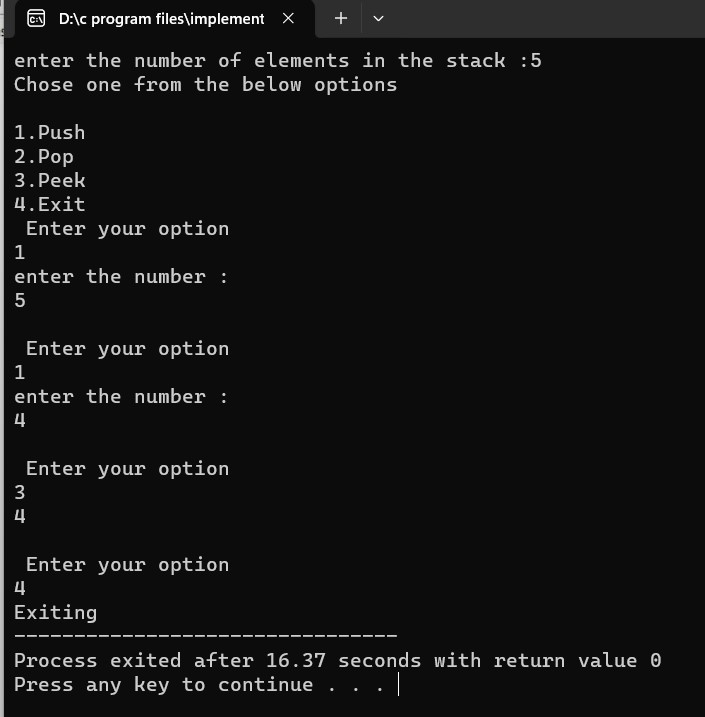 D:\c program files\implement
enter the number of elements in the stack :5
Chose one from the below options
1.Push
2.Pop
3.Peek
4.Exit
Enter your option
1
enter the number :
5
Enter your option
1
enter the number :
4
Enter your option
3
4
Enter your option
4
Exiting
--------------------------------
Process exited after 16.37 seconds with return value 0
Press any key to continue . . .